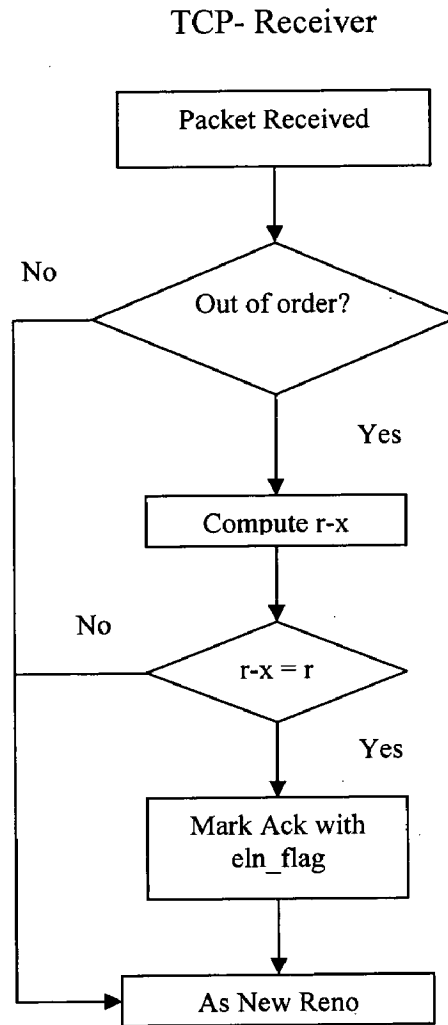 TCP- Receiver
Packet Received
No
Out of order?
Yes
Compute r-x
No
r-x = r
Yes
Mark Ack with
eln_flag
As New Reno